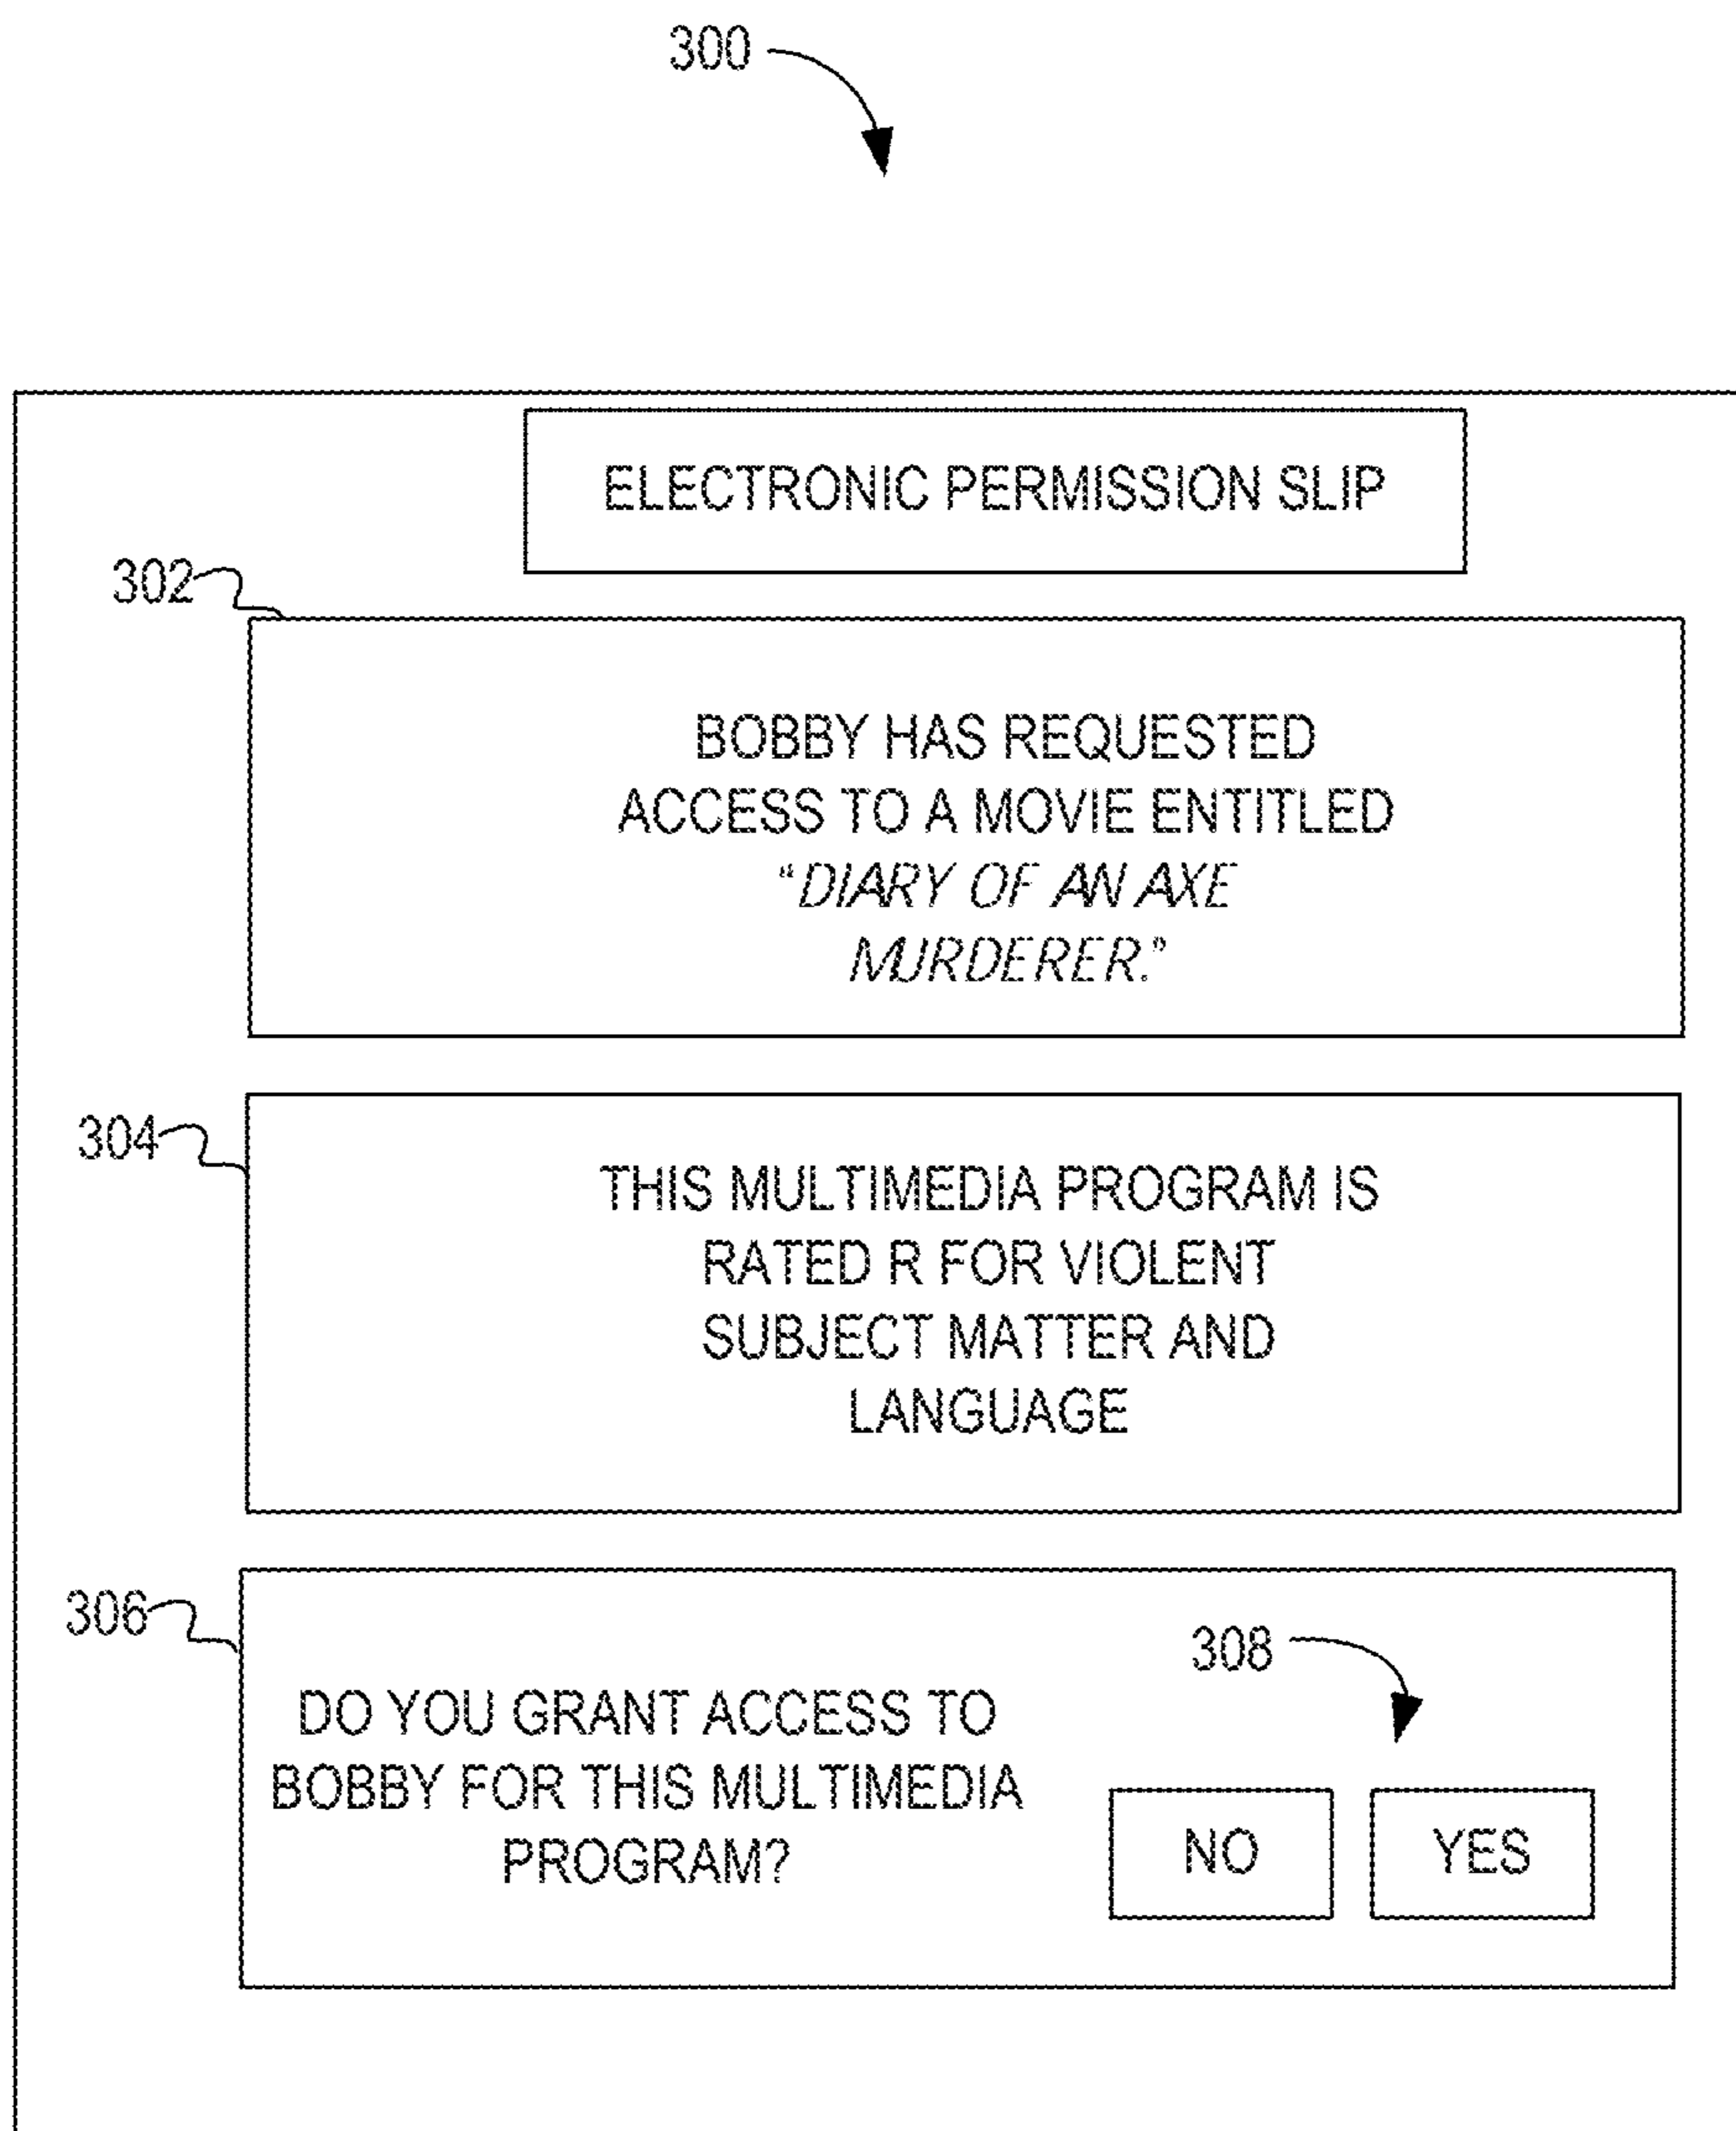 300
ELECTRONIC PERMISSION SLIP
302
BOBBY HAS REQUESTED
ACCESS TO A MOVIE ENTITLED
“DIARY OF AN AXE
MURDERER.”
304
THIS MULTIMEDIA PROGRAM IS
RATED R FOR VIOLENT
SUBJECT MATTER AND
LANGUAGE
306
308
DO YOU GRANT ACCESS TO
BOBBY FOR THIS MULTIMEDIA
PROGRAM?
NO
YES